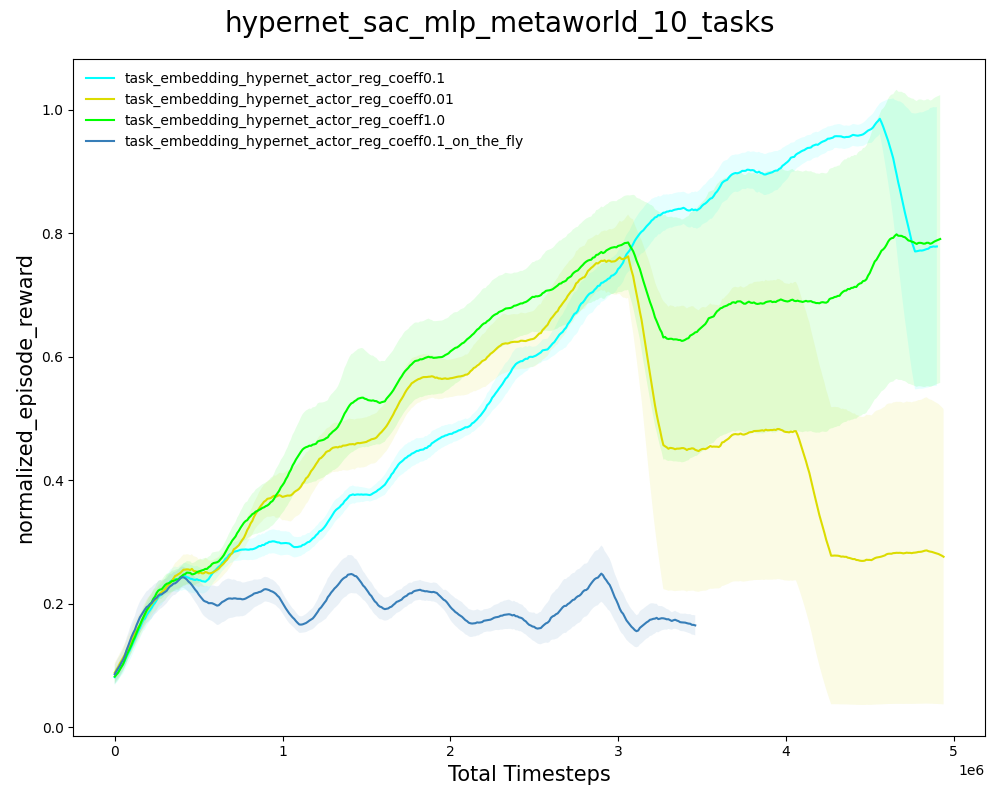 hypernet_sac_mlp_metaworld_10_tasks
task_embedding_hypernet_actor_reg_coeff0.1
task_embedding_hypernet_actor_reg_coeff0.01
task_embedding_hypernet_actor_reg_coeff1.0
task_embedding_hypernet_actor_reg_coeff0.1_on_the_fly
normalized_episode_reward
1.0
0.8
0.6
0.4
0.2
0.0
0 1 2 3 4 5
1e6
Total Timesteps